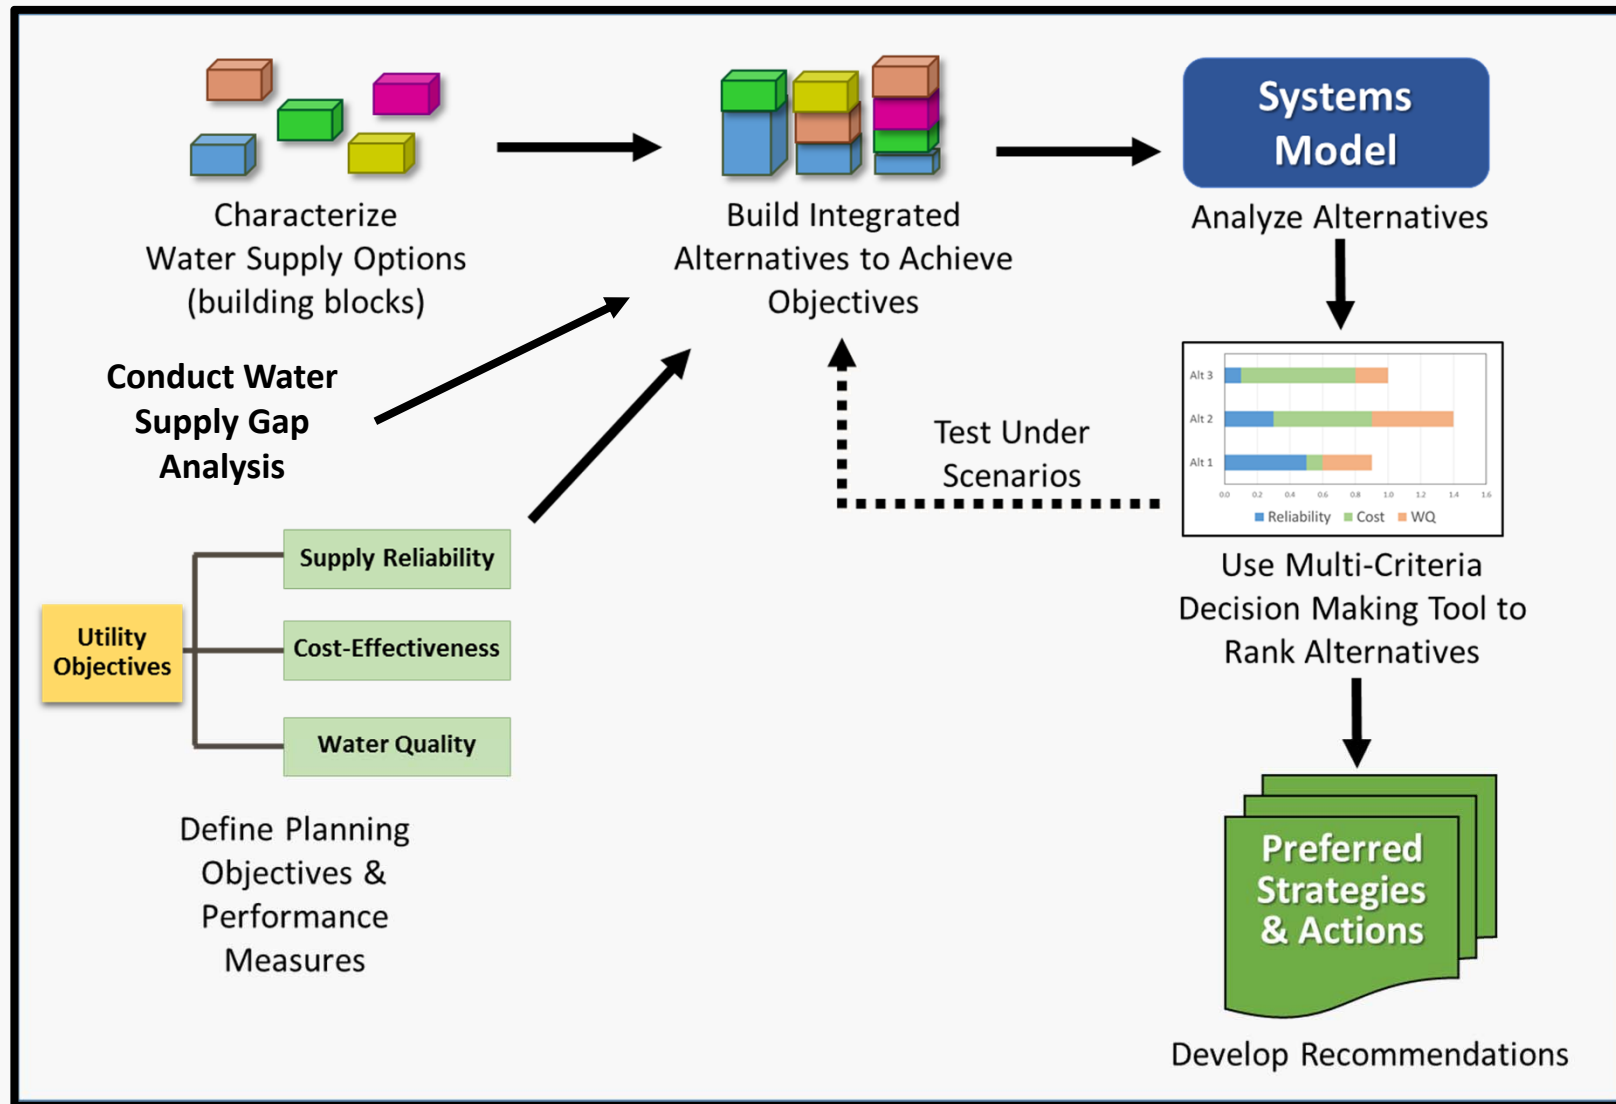 Characterize
Water Supply Options
(building blocks)
Build Integrated
Alternatives to Achieve
Objectives
Systems
Model
Analyze Alternatives
Conduct Water
Supply Gap
Analysis
Test Under
Scenarios
Alt 3
Alt 2
Alt 1
0.0 0.2 0.4 0.6 0.8 1.0 1.2 1.4 1.6
Reliability Cost WQ
Use Multi-Criteria
Decision Making Tool to
Rank Alternatives
Utility
Objectives
Supply Reliability
Cost-Effectiveness
Water Quality
Define Planning
Objectives &
Performance
Measures
Preferred
Strategies
& Actions
Develop Recommendations